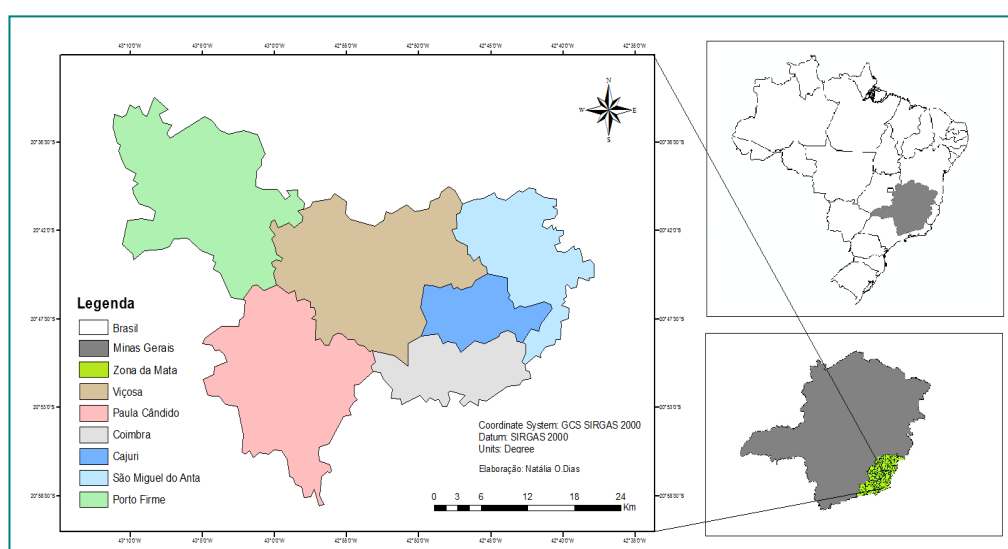 43°10'0"W 43°5'0"W 43°0'0"W 42°55'0"W 42°50'0"W 42°45'0"W 42°40'0"W 42°35'0"W
N
W E
S
20°36'30"S 20°36'30"S
20°42'0"S 20°42'0"S
20°47'30"S 20°47'30"S
20°53'0"S 20°53'0"S
20°58'30"S 20°58'30"S
Legenda
Brasil
Minas Gerais
Zona da Mata
Viçosa
Paula Cândido
Coimbra
Cajuri
São Miguel do Anta
Porto Firme
Coordinate System: GCS SIRGAS 2000
Datum: SIRGAS 2000
Units: Degree
Elaboração: Natália O.Dias
0 3 6 12 18 24
Km
43°10'0"W 43°5'0"W 43°0'0"W 42°55'0"W 42°50'0"W 42°45'0"W 42°40'0"W 42°35'0"W